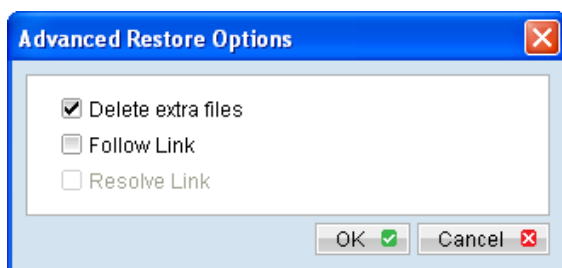 Advanced Restore Options
Delete extra files
Follow Link
Resolve Link
OK Cancel